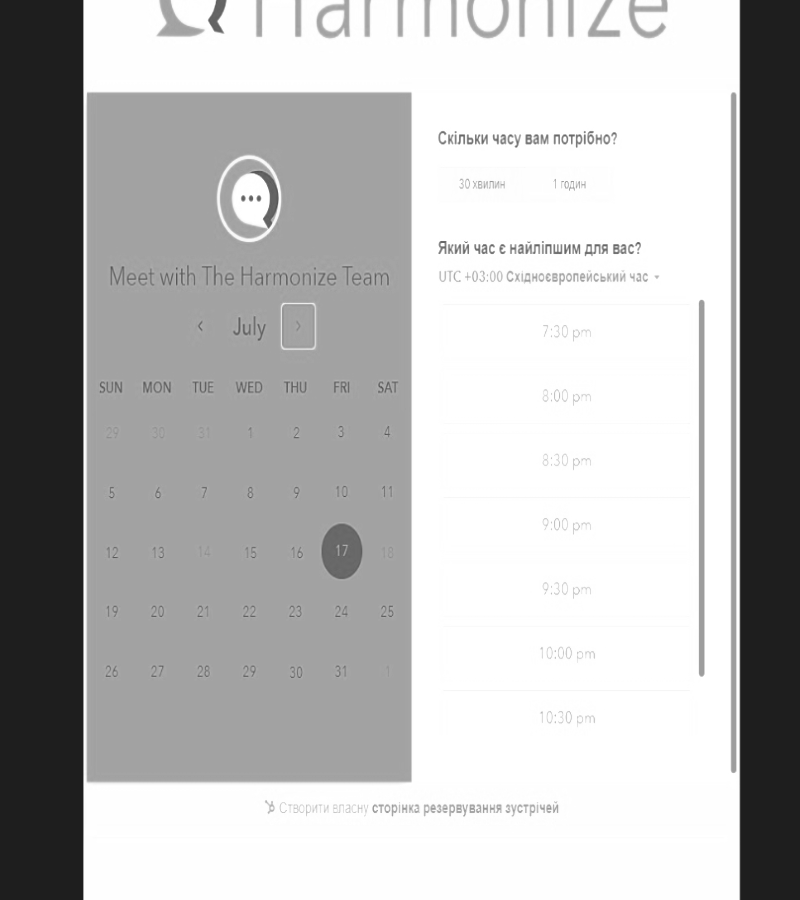 Harmonize
Meet with The Harmonize Team
July
SUN MON TUE WED THU FRI SAT
29 30 31 1 2 3 4
5 6 7 8 9 10 11
12 13 14 15 16 17 18
19 20 21 22 23 24 25
26 27 28 29 30 31 1
Скільки часу вам потрібно?
30 хвилин 1 годин
Який час є найліпшим для вас?
UTC +03:00 Східноєвропейський час
7:30 pm
8:00 pm
8:30 pm
9:00 pm
9:30 pm
10:00 pm
10:30 pm
Створити власну сторінка резервування зустрічей